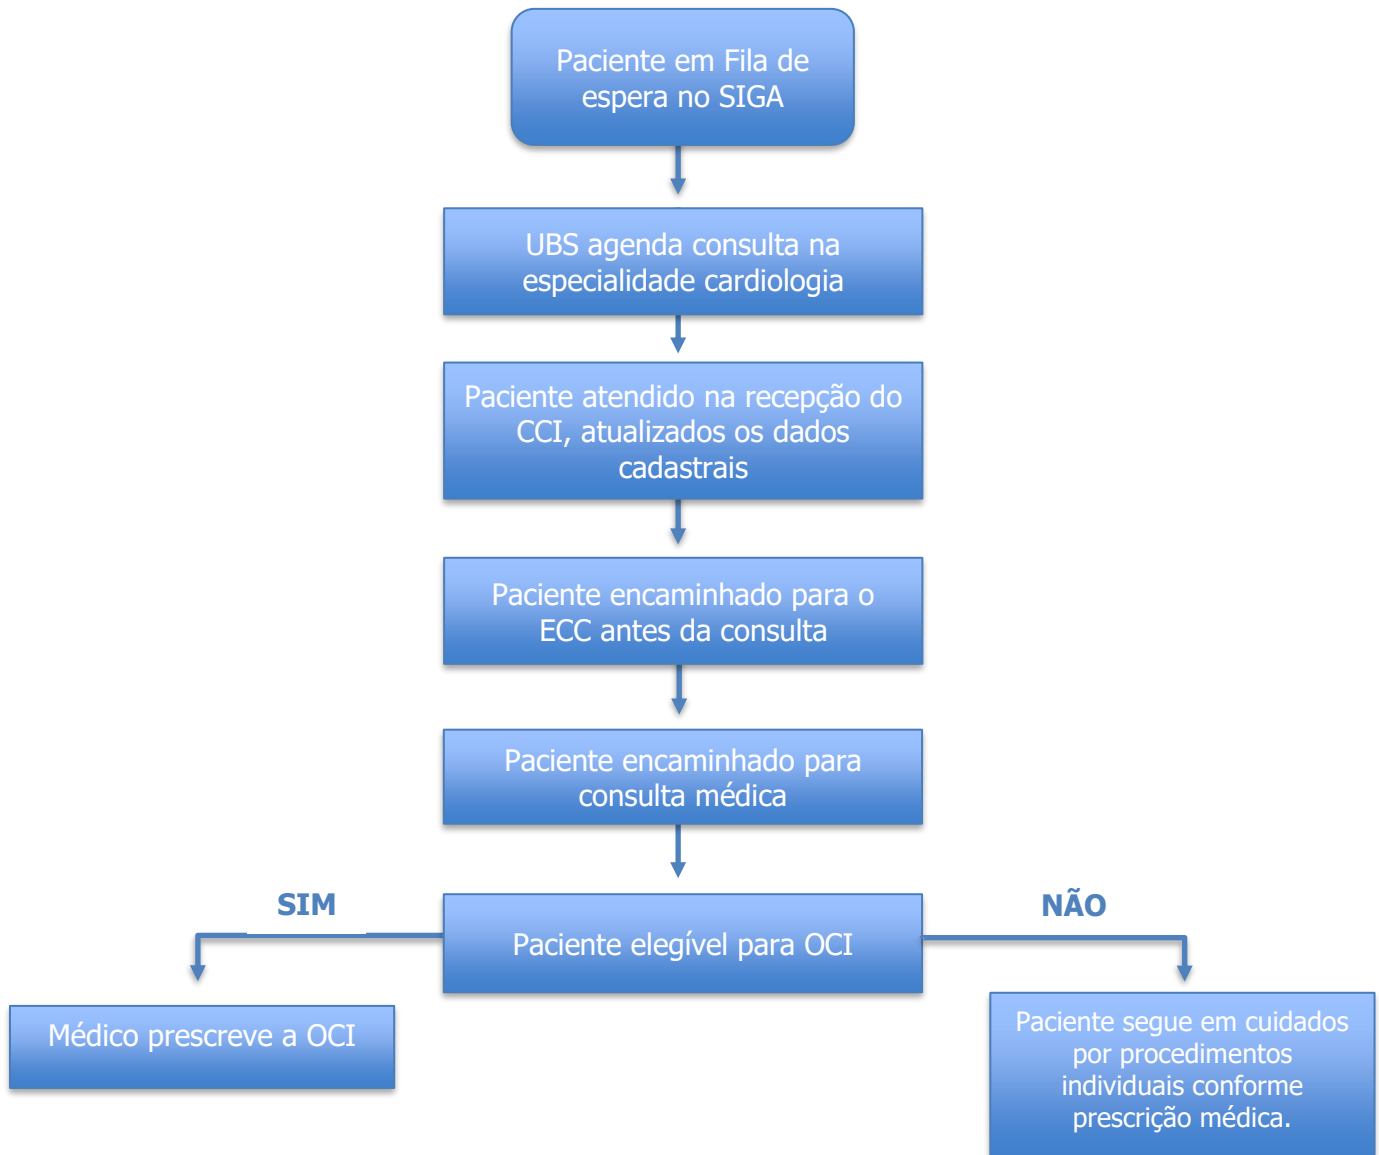 Paciente em Fila de
espera no SIGA
UBS agenda consulta na
especialidade cardiologia
Paciente atendido na recepção do
CCI, atualizados os dados
cadastrais
Paciente encaminhado para o
ECC antes da consulta
Paciente encaminhado para
consulta médica
SIM
NÃO
Paciente elegível para OCI
Médico prescreve a OCI
Paciente segue em cuidados
por procedimentos
individuais conforme
prescrição médica.